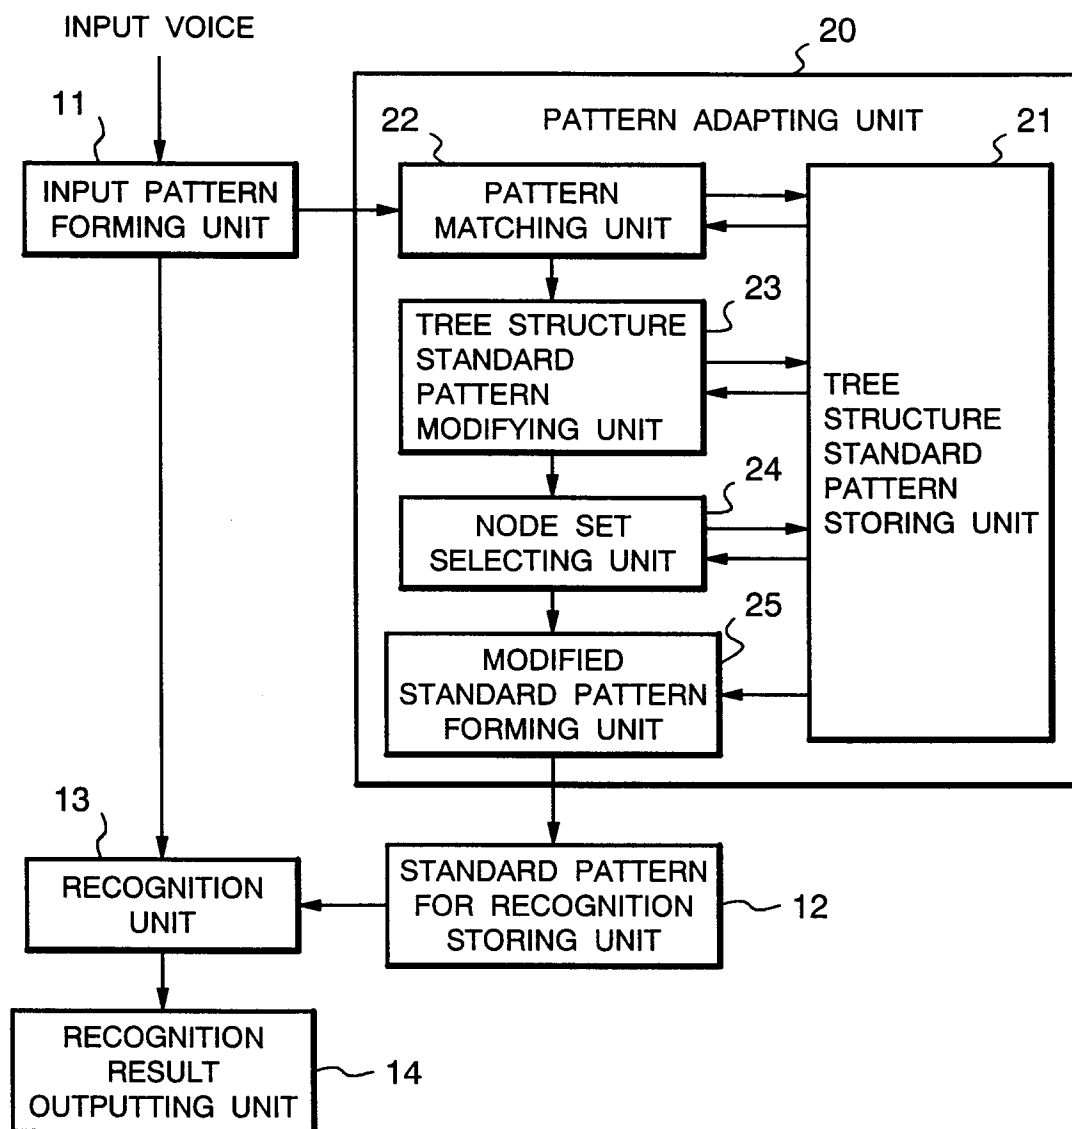 INPUT VOICE
20
11
PATTERN ADAPTING UNIT
22
21
INPUT PATTERN
FORMING UNIT
PATTERN
MATCHING UNIT
23
TREE STRUCTURE
STANDARD
PATTERN
MODIFYING UNIT
TREE
STRUCTURE
STANDARD
PATTERN
STORING UNIT
24
NODE SET
SELECTING UNIT
25
MODIFIED
STANDARD PATTERN
FORMING UNIT
13
RECOGNITION
UNIT
STANDARD PATTERN
FOR RECOGNITION
STORING UNIT
12
RECOGNITION
RESULT
OUTPUTTING UNIT
14